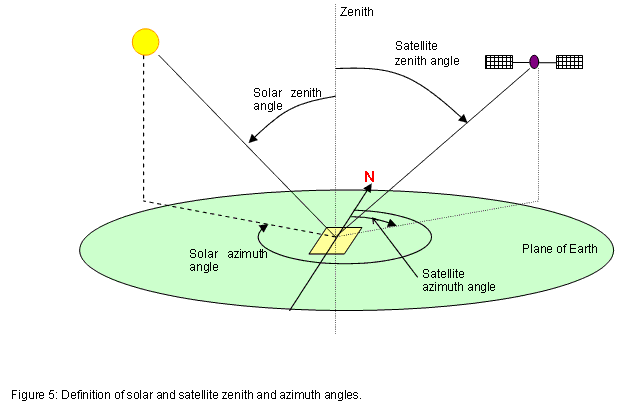 Zenith
Satellite
zenith angle
Solar zenith
angle
N
Solar azimuth
angle
Plane of Earth
Satellite
azimuth angle
Figure 5: Definition of solar and satellite zenith and azimuth angles.